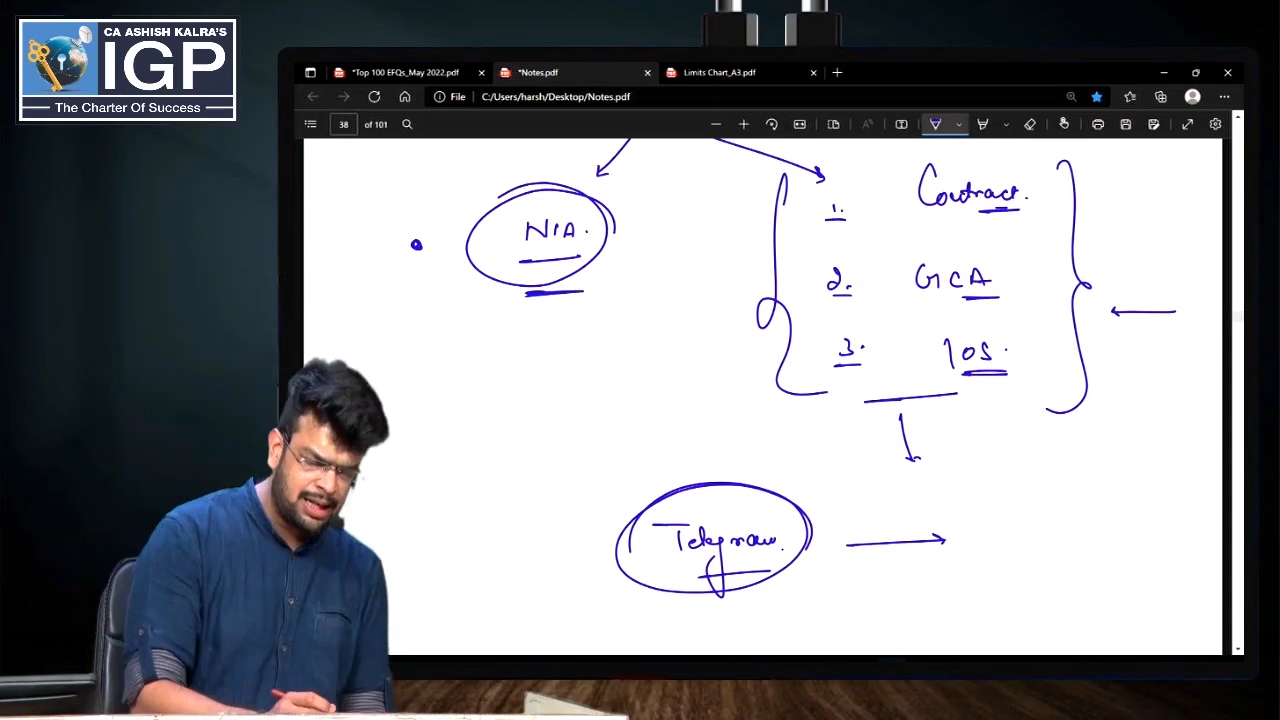 CA ASHISH KALRA'S
IGP
The Charter Of Success
*Top 100 EFQs_May 2022.pdf
*Notes.pdf
Limits Chart_A3.pdf
File
C:/Users/harsh/Desktop/Notes.pdf
38 of 101
NIA.
1. Contract.
2. GCA
3. IOS.
Telegram.